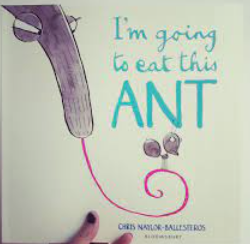 I'm going
to eat this
ANT
CHRIS NAYLOR-BALLESTEROS
BLOOMSBURY